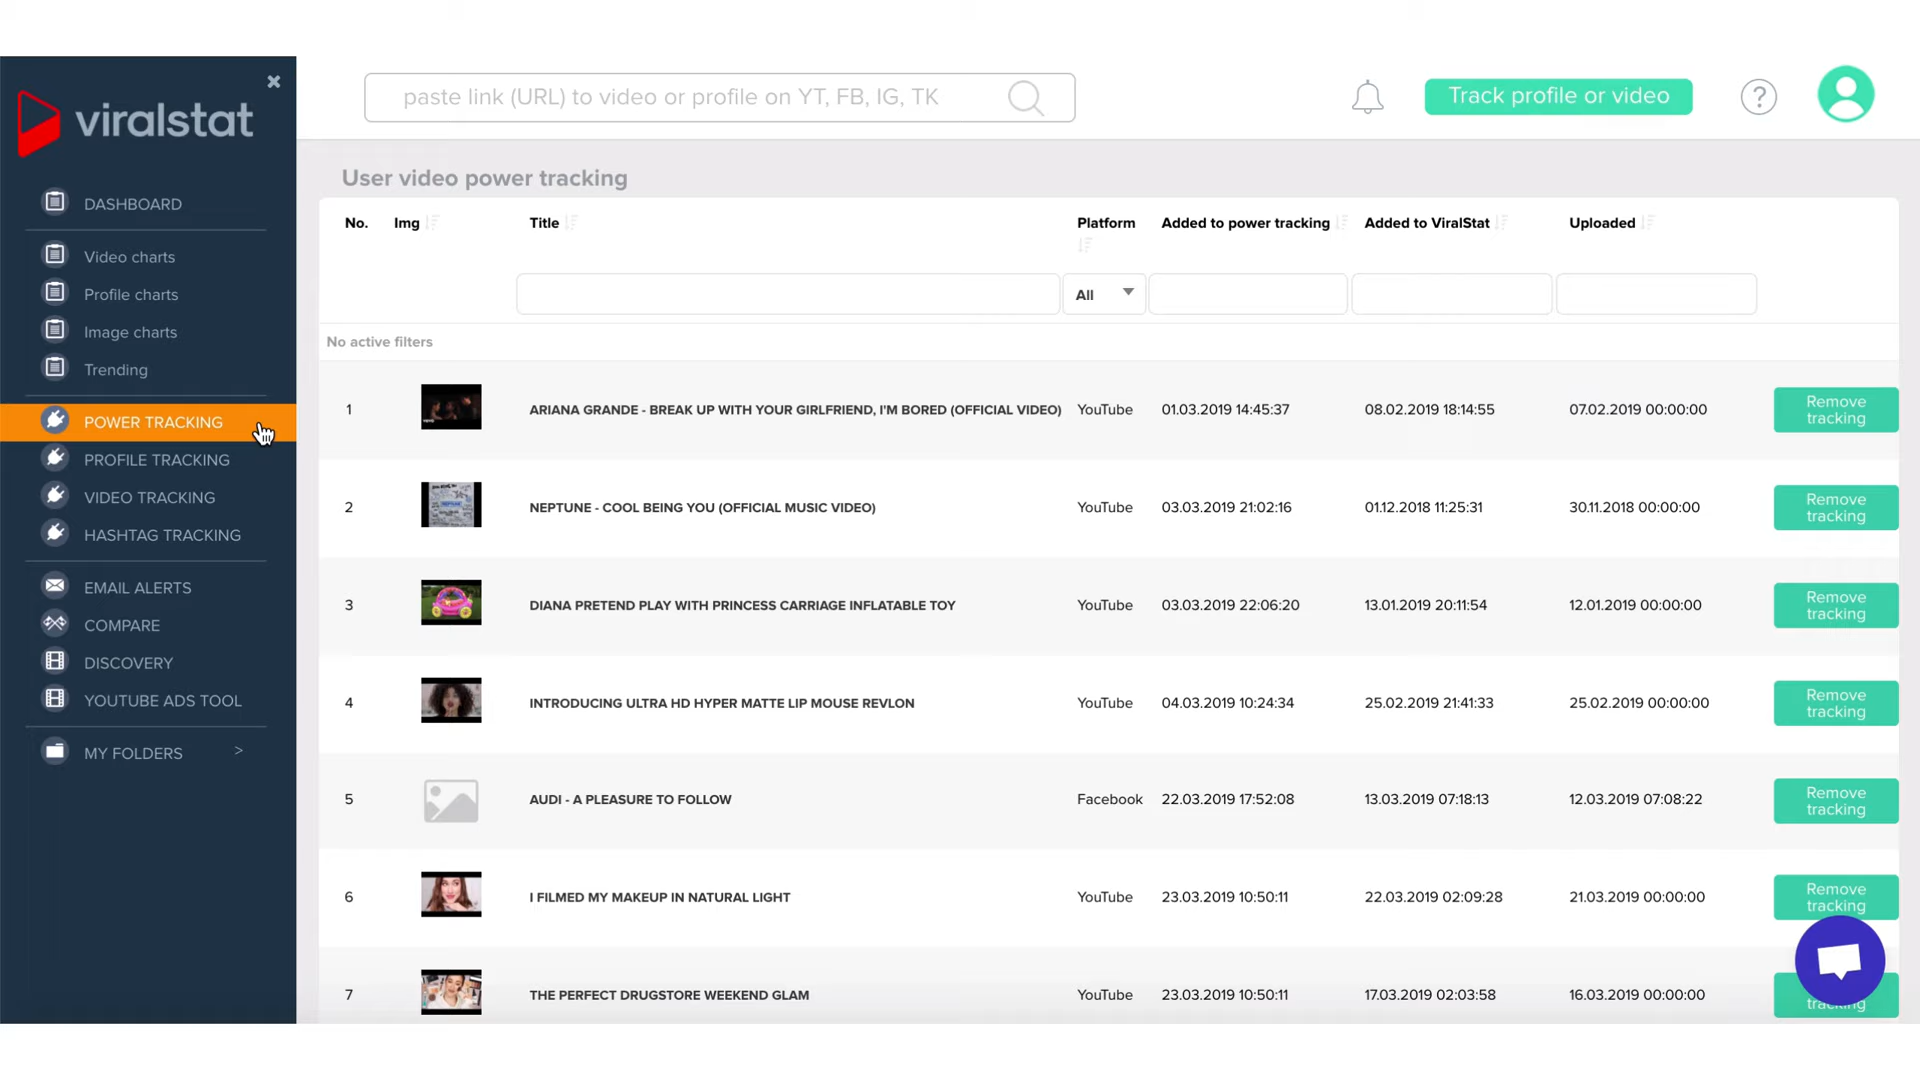 viralstat
paste link (URL) to video or profile on YT, FB, IG, TK
Track profile or video
?
DASHBOARD
Video charts
Profile charts
Image charts
Trending
POWER TRACKING
PROFILE TRACKING
VIDEO TRACKING
HASHTAG TRACKING
EMAIL ALERTS
COMPARE
DISCOVERY
YOUTUBE ADS TOOL
MY FOLDERS >
User video power tracking
No. Img Title Platform Added to power tracking Added to ViralStat Uploaded
All
No active filters
1 ARIANA GRANDE - BREAK UP WITH YOUR GIRLFRIEND, I'M BORED (OFFICIAL VIDEO) YouTube 01.03.2019 14:45:37 08.02.2019 18:14:55 07.02.2019 00:00:00 Remove
tracking
2 NEPTUNE - COOL BEING YOU (OFFICIAL MUSIC VIDEO) YouTube 03.03.2019 21:02:16 01.12.2018 11:25:31 30.11.2018 00:00:00 Remove
tracking
3 DIANA PRETEND PLAY WITH PRINCESS CARRIAGE INFLATABLE TOY YouTube 03.03.2019 22:06:20 13.01.2019 20:11:54 12.01.2019 00:00:00 Remove
tracking
4 INTRODUCING ULTRA HD HYPER MATTE LIP MOUSE REVLON YouTube 04.03.2019 10:24:34 25.02.2019 21:41:33 25.02.2019 00:00:00 Remove
tracking
5 AUDI - A PLEASURE TO FOLLOW Facebook 22.03.2019 17:52:08 13.03.2019 07:18:13 12.03.2019 07:08:22 Remove
tracking
6 I FILMED MY MAKEUP IN NATURAL LIGHT YouTube 23.03.2019 10:50:11 22.03.2019 02:09:28 21.03.2019 00:00:00 Remove
tracking
7 THE PERFECT DRUGSTORE WEEKEND GLAM YouTube 23.03.2019 10:50:11 17.03.2019 02:03:58 16.03.2019 00:00:00
tracking